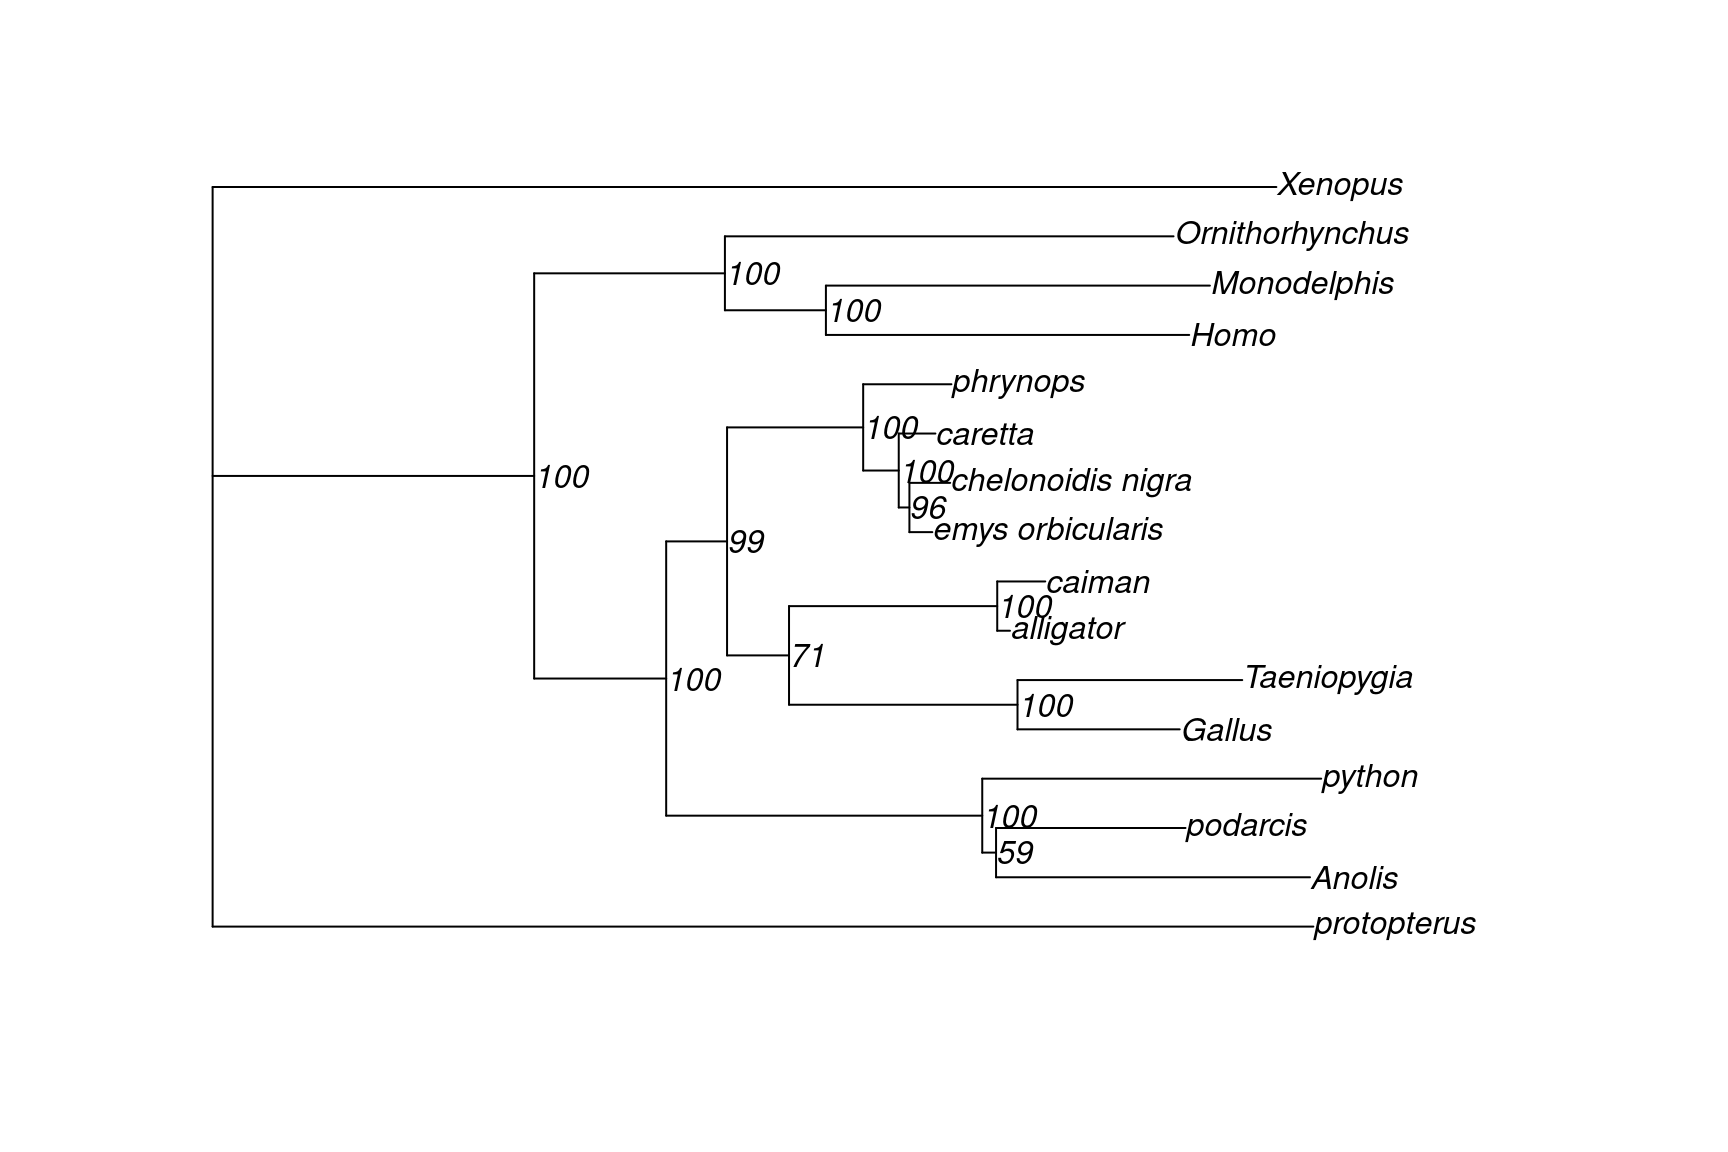 Xenopus
Ornithorhynchus
100
Monodelphis
100
Homo
phrynops
100
caretta
100
chelonoidis nigra
100
96
emys orbicularis
99
caiman
100
alligator
71
Taeniopygia
100
100
Gallus
python
100
podarcis
59
Anolis
protopterus